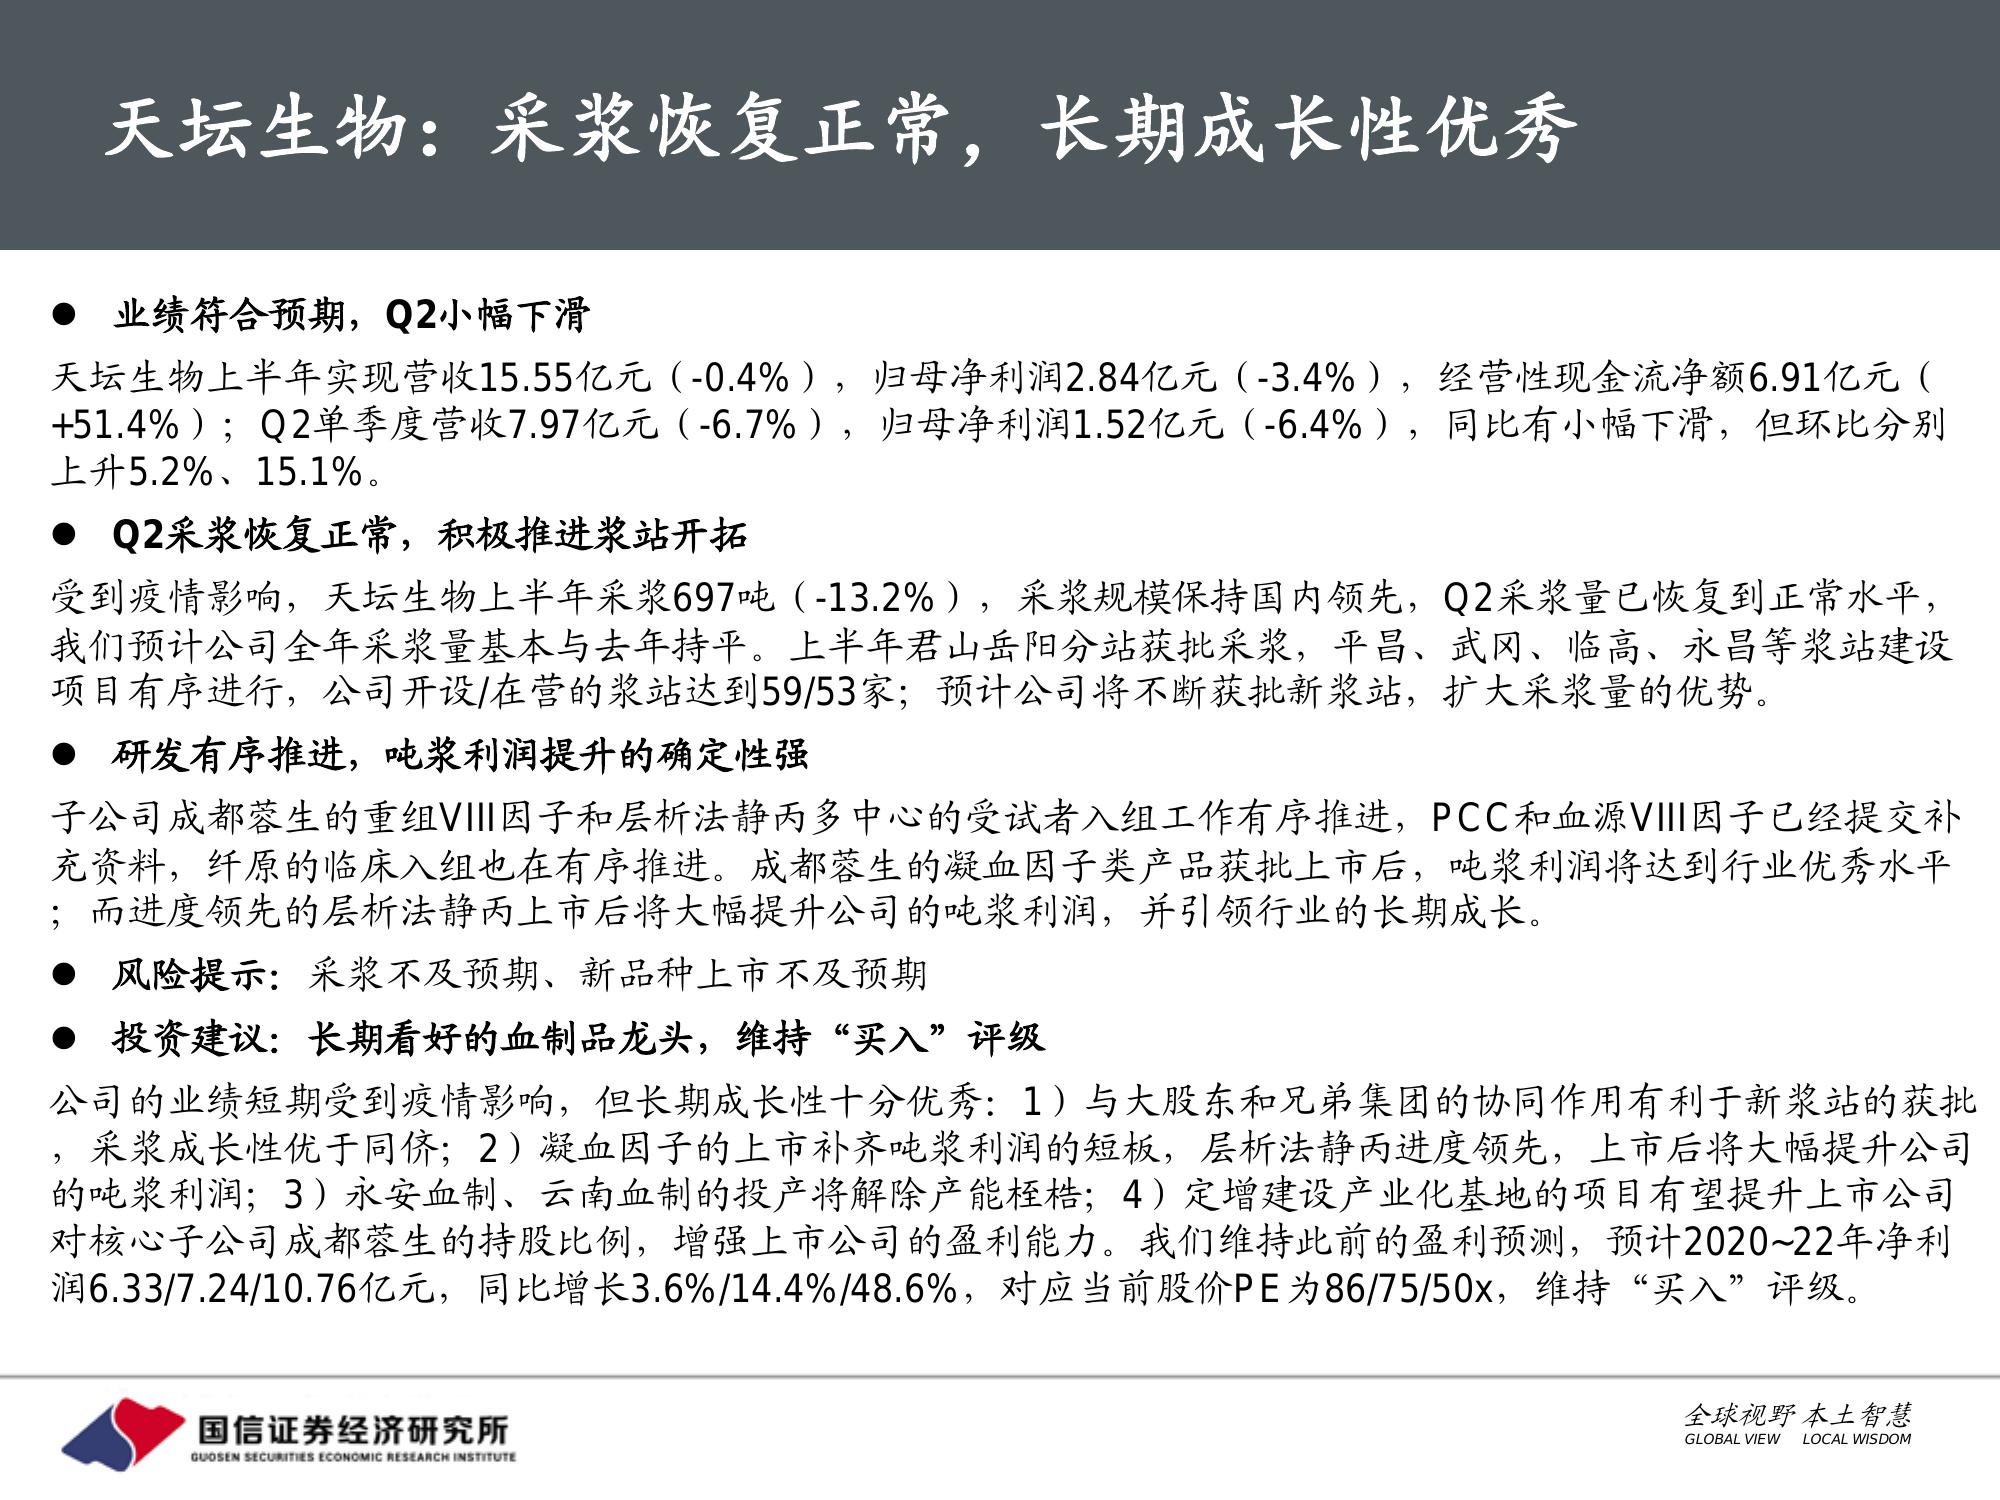 天坛生物：采浆恢复正常，长期成长性优秀
● 业绩符合预期，Q2小幅下滑
天坛生物上半年实现营收15.55亿元（-0.4%），归母净利润2.84亿元（-3.4%），经营性现金流净额6.91亿元（
+51.4%）；Q2单季度营收7.97亿元（-6.7%），归母净利润1.52亿元（-6.4%），同比有小幅下滑，但环比分别
上升5.2%、15.1%。
● Q2采浆恢复正常，积极推进浆站开拓
受到疫情影响，天坛生物上半年采浆697吨（-13.2%），采浆规模保持国内领先，Q2采浆量已恢复到正常水平，
我们预计公司全年采浆量基本与去年持平。上半年君山岳阳分站获批采浆，平昌、武冈、临高、永昌等浆站建设
项目有序进行，公司开设/在营的浆站达到59/53家；预计公司将不断获批新浆站，扩大采浆量的优势。
● 研发有序推进，吨浆利润提升的确定性强
子公司成都蓉生的重组VIII因子和层析法静丙多中心的受试者入组工作有序推进，PCC和血源VIII因子已经提交补
充资料，纤原的临床入组也在有序推进。成都蓉生的凝血因子类产品获批上市后，吨浆利润将达到行业优秀水平
；而进度领先的层析法静丙上市后将大幅提升公司的吨浆利润，并引领行业的长期成长。
● 风险提示：采浆不及预期、新品种上市不及预期
● 投资建议：长期看好的血制品龙头，维持“买入”评级
公司的业绩短期受到疫情影响，但长期成长性十分优秀：1）与大股东和兄弟集团的协同作用有利于新浆站的获批
，采浆成长性优于同侪；2）凝血因子的上市补齐吨浆利润的短板，层析法静丙进度领先，上市后将大幅提升公司
的吨浆利润；3）永安血制、云南血制的投产将解除产能桎梏；4）定增建设产业化基地的项目有望提升上市公司
对核心子公司成都蓉生的持股比例，增强上市公司的盈利能力。我们维持此前的盈利预测，预计2020~22年净利
润6.33/7.24/10.76亿元，同比增长3.6%/14.4%/48.6%，对应当前股价PE为86/75/50x，维持“买入”评级。
国信证券经济研究所
GUOSEN SECURITIES ECONOMIC RESEARCH INSTITUTE
全球视野 本土智慧
GLOBAL VIEW LOCAL WISDOM